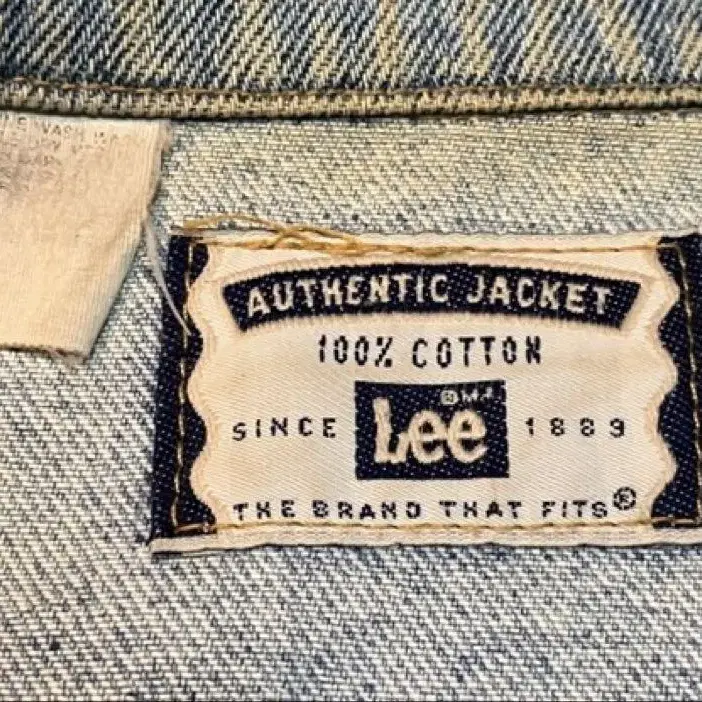 AUTHENTIC JACKET
100% COTTON
® M.R.
Lee
SINCE 1889
THE BRAND THAT FITS®